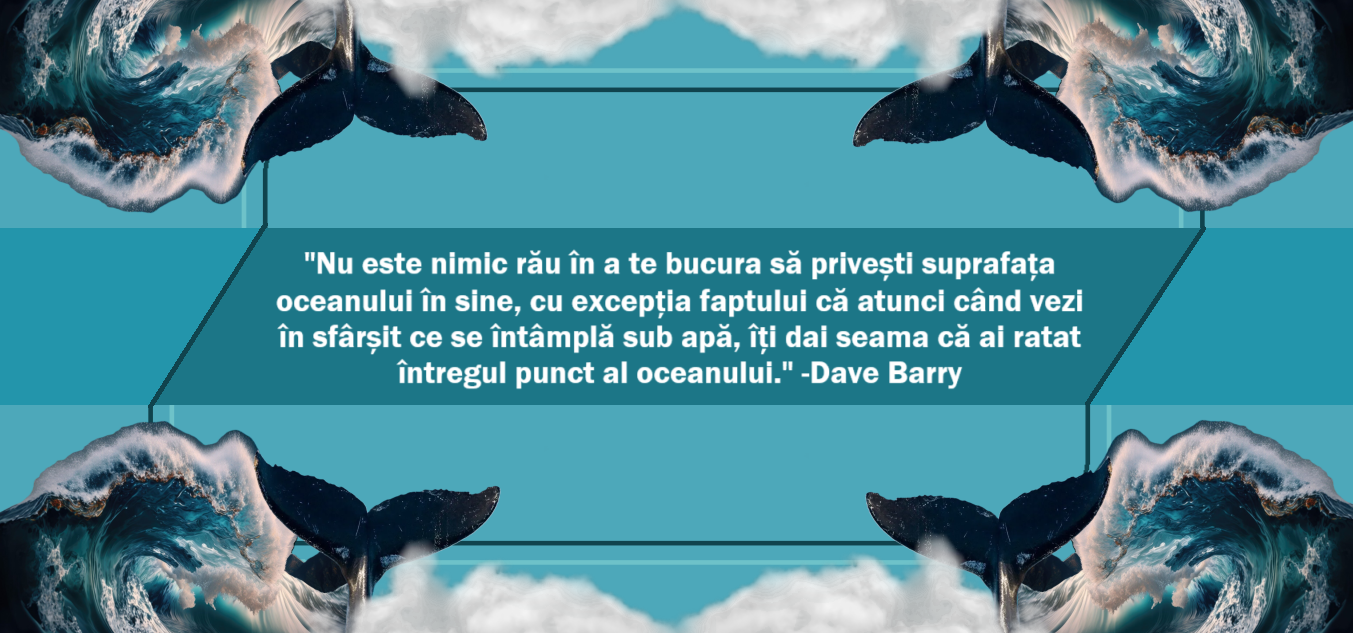 "Nu este nimic rău în a te bucura să privești suprafața
oceanului în sine, cu excepția faptului că atunci când vezi
în sfârșit ce se întâmplă sub apă, îți dai seama că ai ratat
întregul punct al oceanului." -Dave Barry